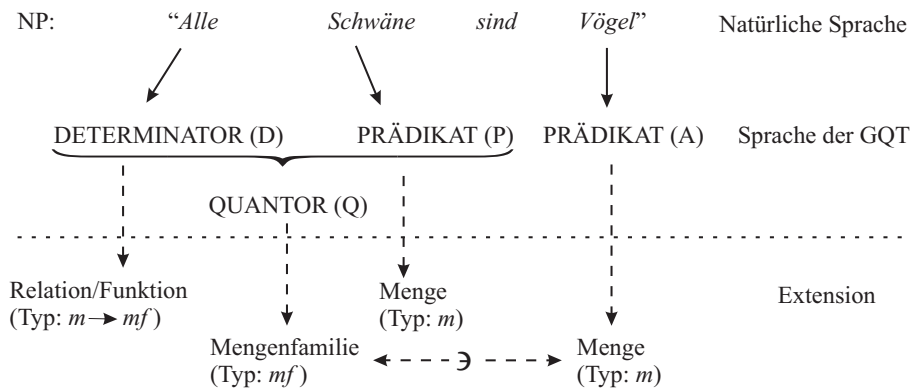 NP: “Alle Schwäne sind Vögel” Natürliche Sprache
DETERMINATOR (D) PRÄDIKAT (P) PRÄDIKAT (A) Sprache der GQT
QUANTOR (Q)
Relation/Funktion
(Typ: m → mf)
Menge
(Typ: m)
Extension
Mengenfamilie
(Typ: mf)
∋
Menge
(Typ: m)